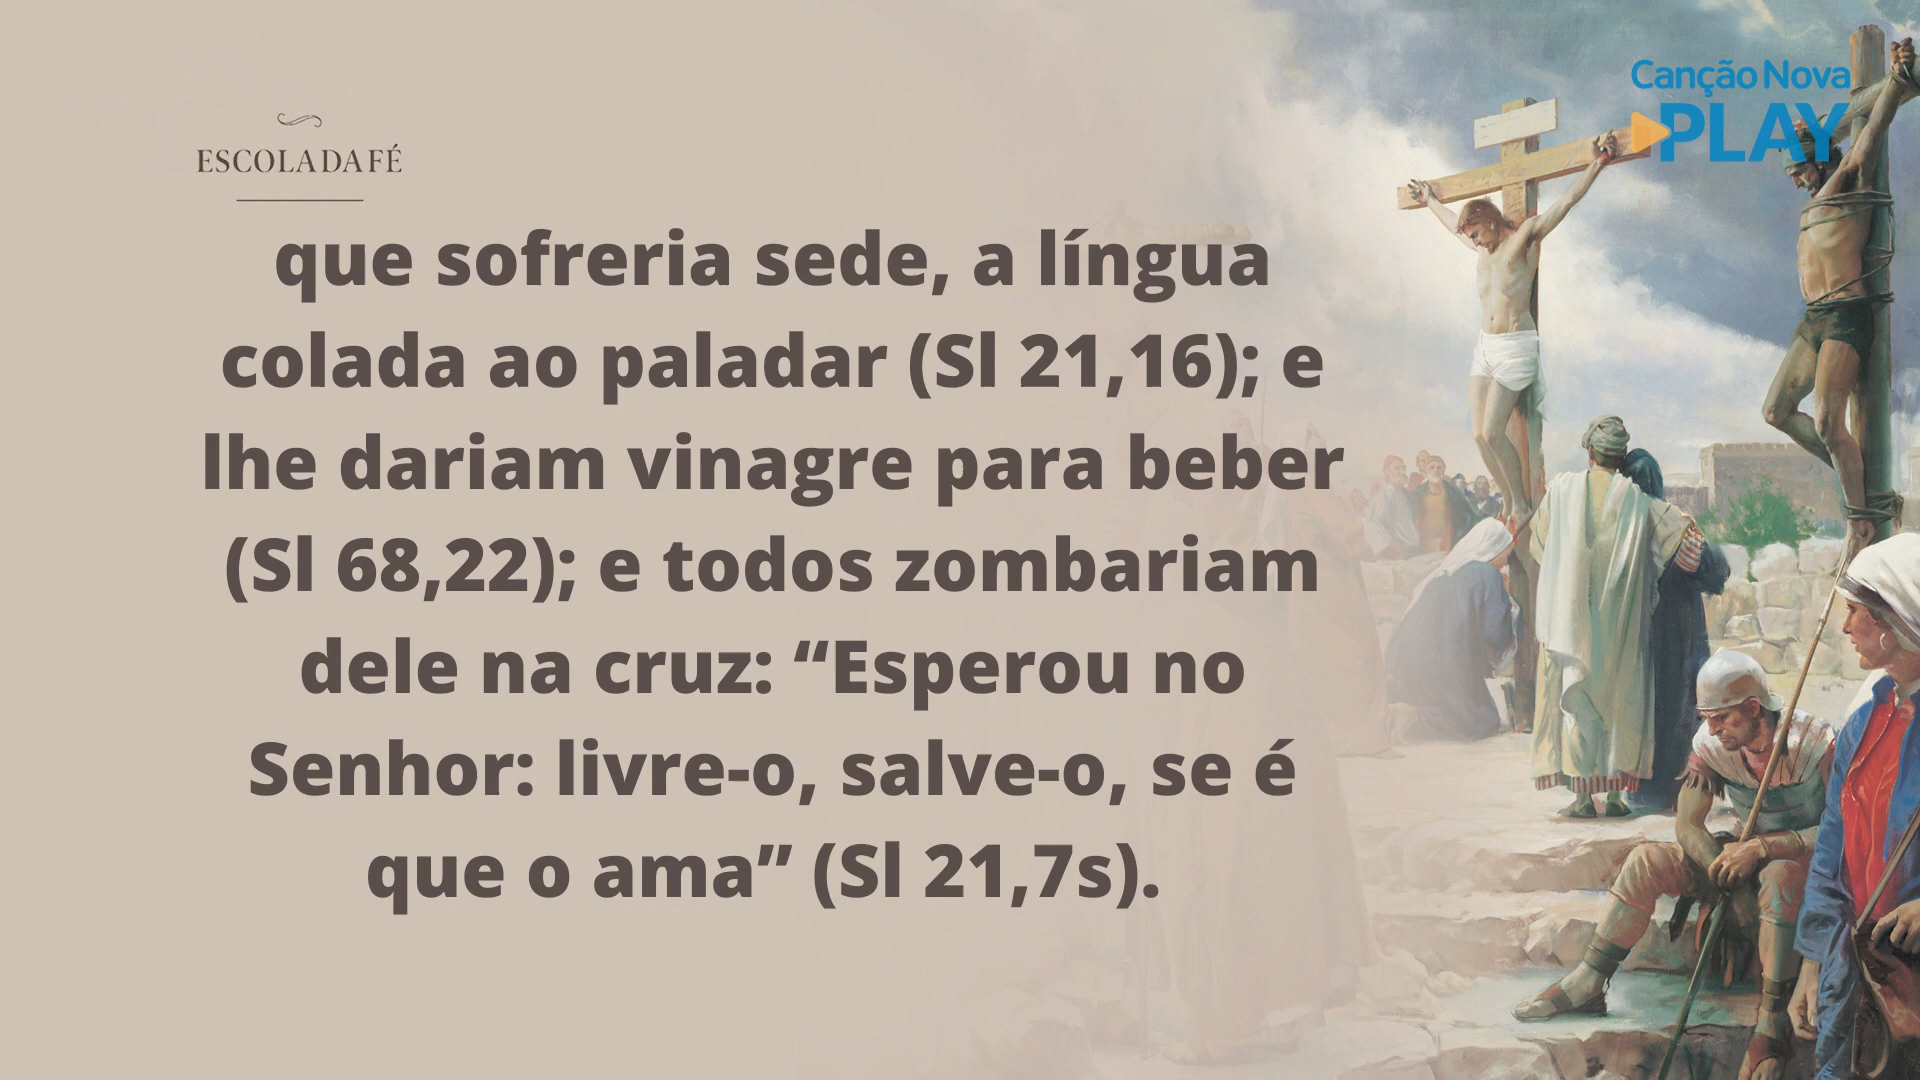 Canção Nova
PLAY
ESCOLADAFÉ
que sofreria sede, a língua
colada ao paladar (Sl 21,16); e
lhe dariam vinagre para beber
(Sl 68,22); e todos zombariam
dele na cruz: “Esperou no
Senhor: livre-o, salve-o, se é
que o ama” (Sl 21,7s).